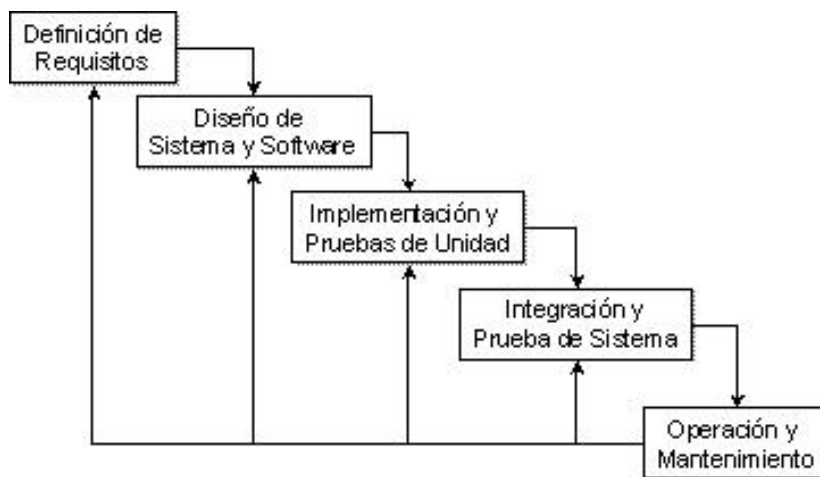 Definición de
Requisitos
Diseño de
Sistema y Software
Implementación y
Pruebas de Unidad
Integración y
Prueba de Sistema
Operación y
Mantenimiento